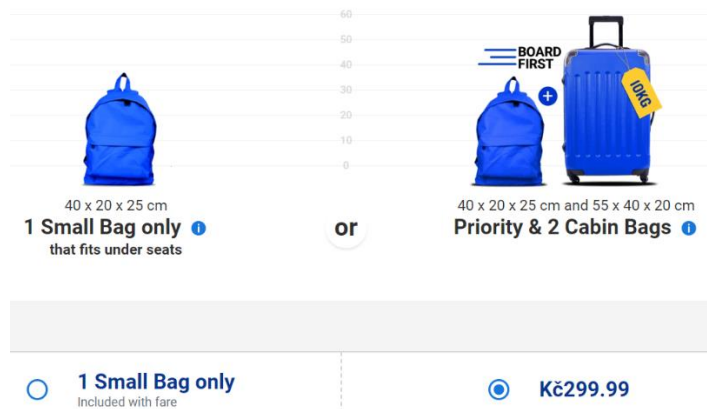 60
50
40
30
20
10
0
BOARD
FIRST
10KG
40 x 20 x 25 cm
1 Small Bag only
that fits under seats
or
40 x 20 x 25 cm and 55 x 40 x 20 cm
Priority & 2 Cabin Bags
1 Small Bag only
Included with fare
Kč299.99